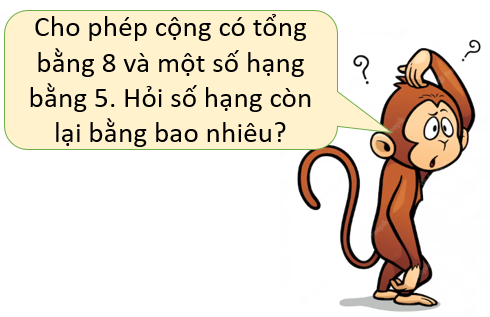 Cho phép cộng có tổng
bằng 8 và một số hạng
bằng 5. Hỏi số hạng còn
lại bằng bao nhiêu?
? ?